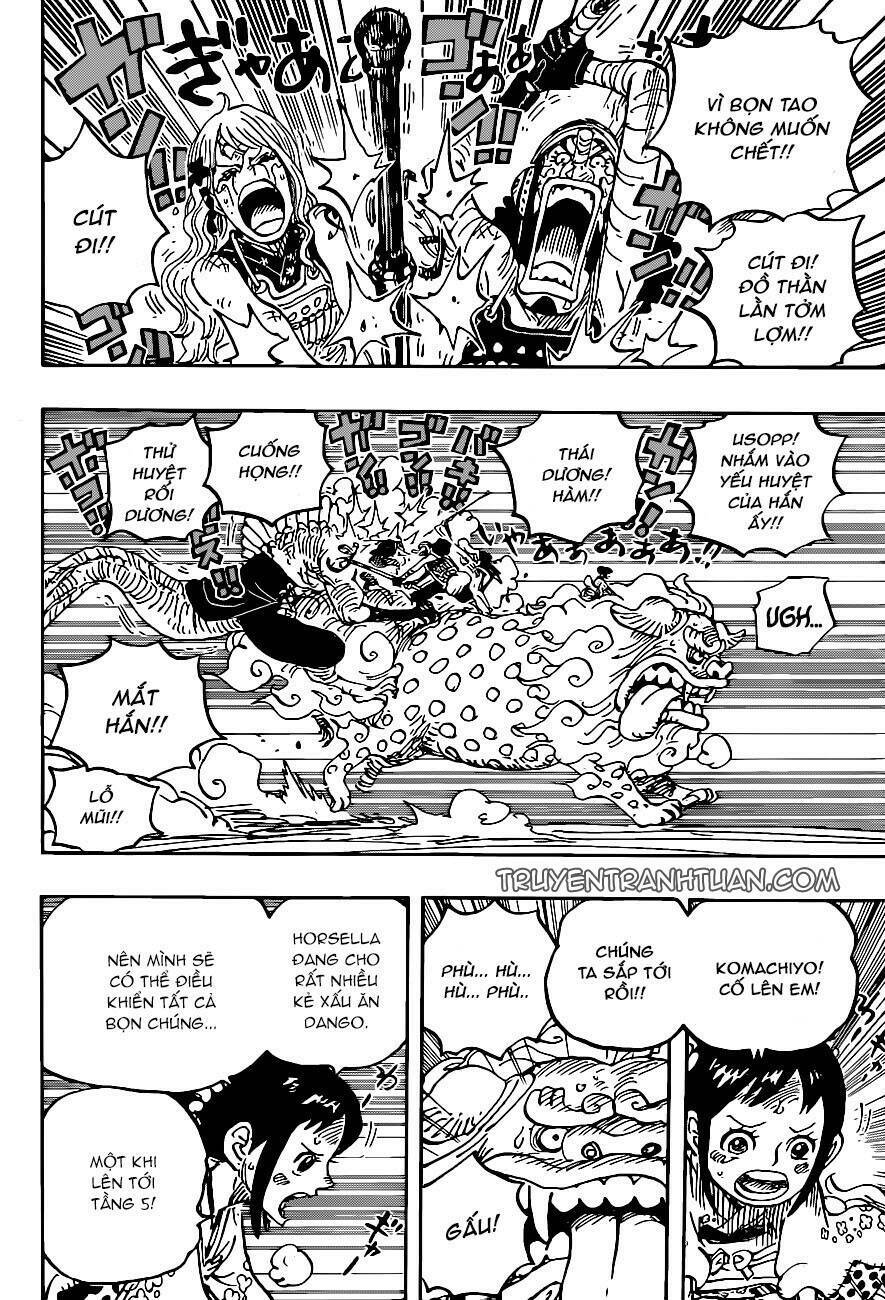 VÌ BỌN TAO
KHÔNG MUỐN
CHẾT!!
CÚT ĐI!
ĐỒ THẰN
LẰN TỞM
LỢM!!
CÚT
ĐI!!
USOPP!
NHẮM VÀO
YẾU HUYỆT
CỦA HẮN
ẤY!!
THÁI
DƯƠNG!
HÀM!!
CUỐNG
HỌNG!!
THỬ
HUYỆT
RỐI
DƯƠNG!
UGH...
MẮT
HẮN!!
LỖ
MŨI!!
TRUYENTRANHTUAN.COM
KOMACHIYO!
CỐ LÊN EM!
CHÚNG
TA SẮP TỚI
RỒI!!
PHÙ... HÙ...
HÙ... PHÙ..
GẤU!
HORSELLA
ĐANG CHO
RẤT NHIỀU
KẺ XẤU ĂN
DANGO.
NÊN MÌNH SẼ
CÓ THỂ ĐIỀU
KHIỂN TẤT CẢ
BỌN CHÚNG...
MỘT KHI
LÊN TỚI
TẦNG 5!